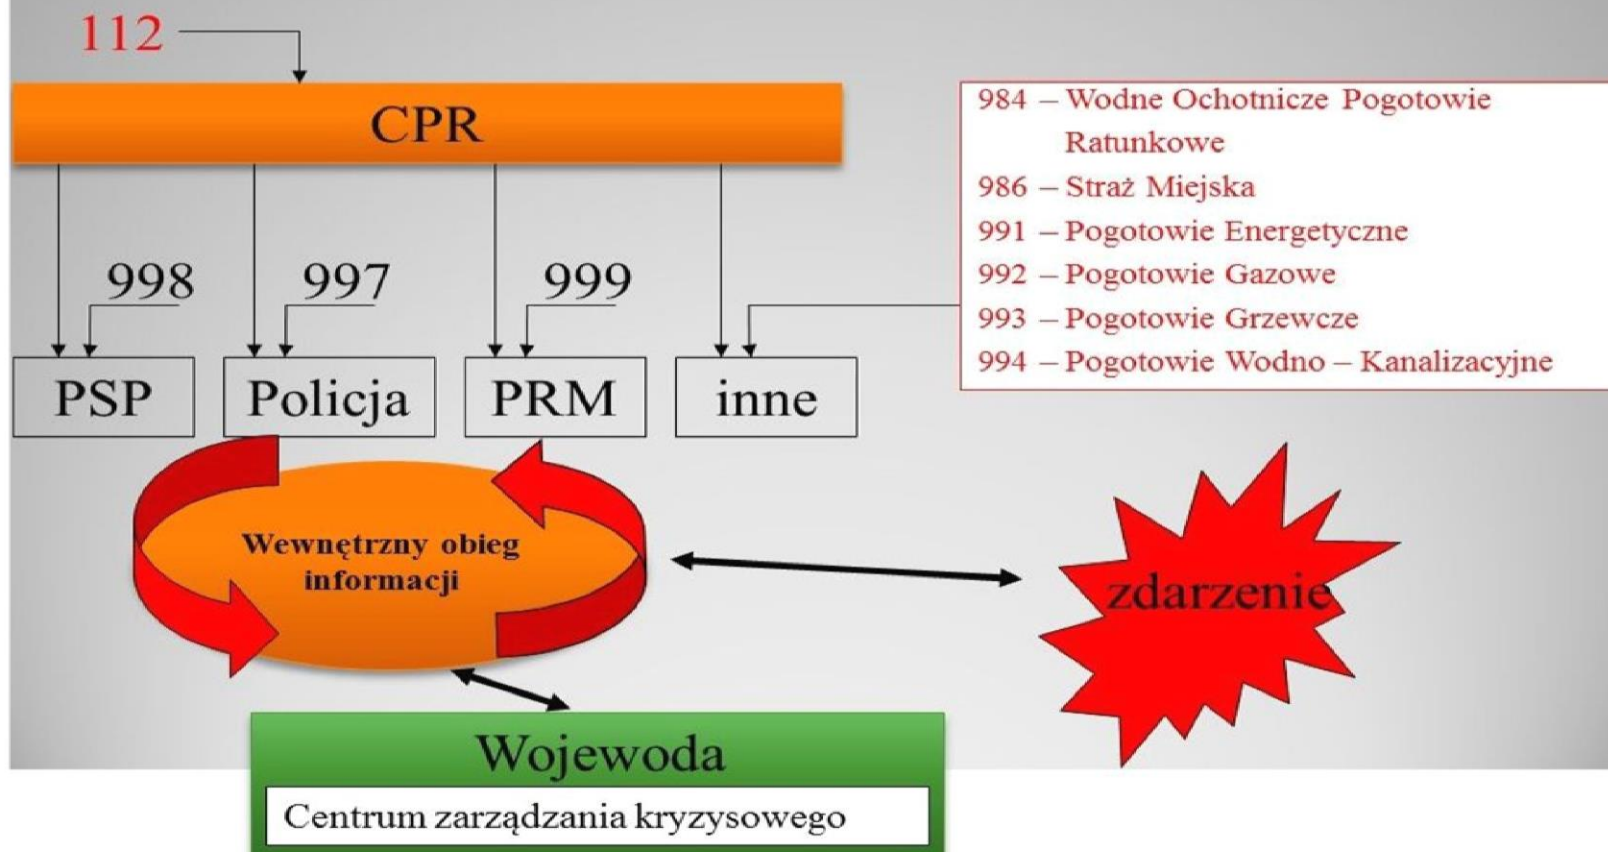 112
CPR
984 – Wodne Ochotnicze Pogotowie
Ratunkowe
986 – Straż Miejska
991 – Pogotowie Energetyczne
992 – Pogotowie Gazowe
993 – Pogotowie Grzewcze
994 – Pogotowie Wodno – Kanalizacyjne
998
997
999
PSP
Policja
PRM
inne
Wewnętrzny obieg
informacji
zdarzenie
Wojewoda
Centrum zarządzania kryzysowego